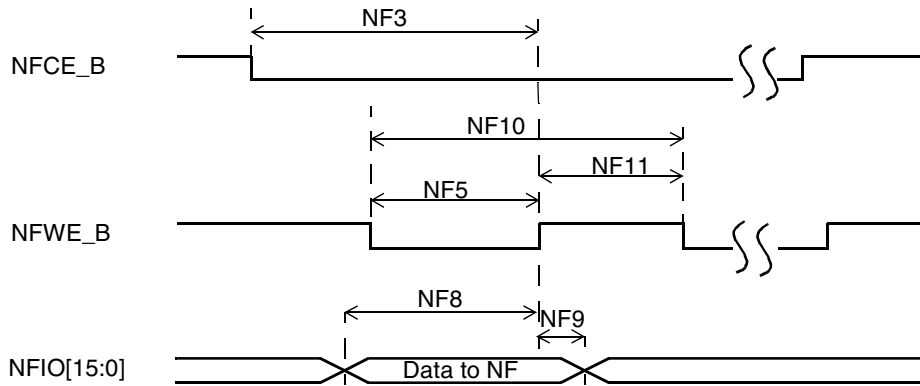 NF3
NFCE_B
NF10
NF11
NF5
NFWE_B
NF8
NF9
NFIO[15:0]
Data to NF